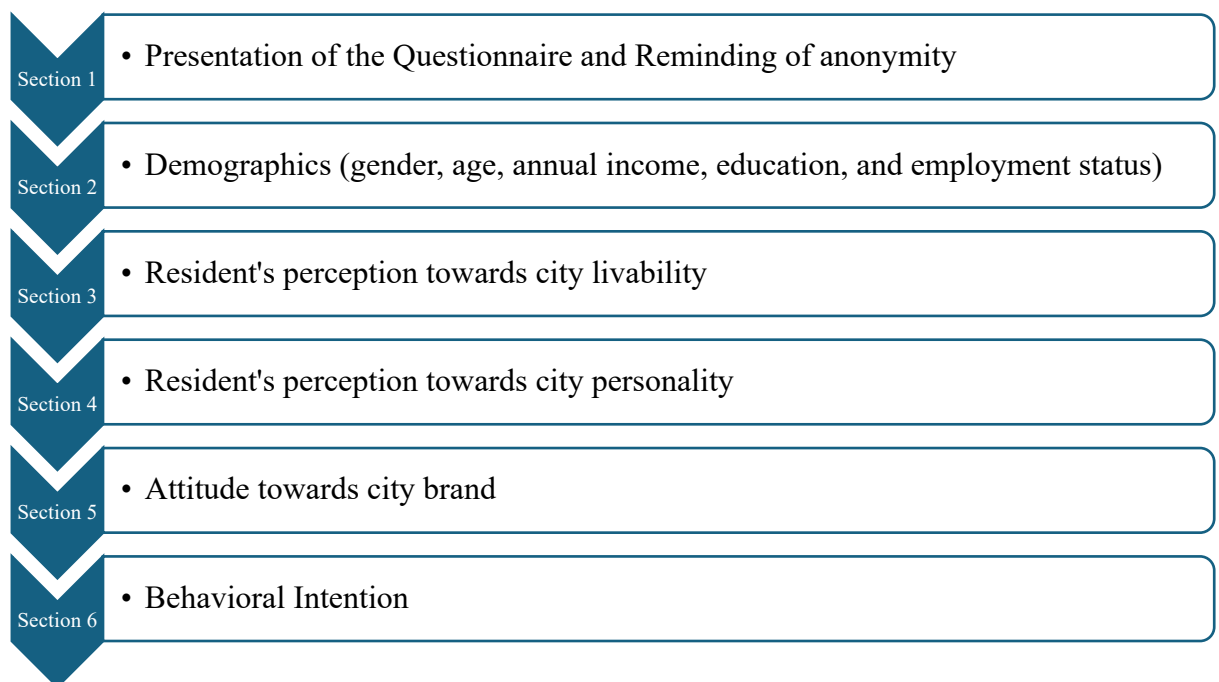 Section 1
• Presentation of the Questionnaire and Reminding of anonymity
Section 2
• Demographics (gender, age, annual income, education, and employment status)
Section 3
• Resident's perception towards city livability
Section 4
• Resident's perception towards city personality
Section 5
• Attitude towards city brand
Section 6
• Behavioral Intention